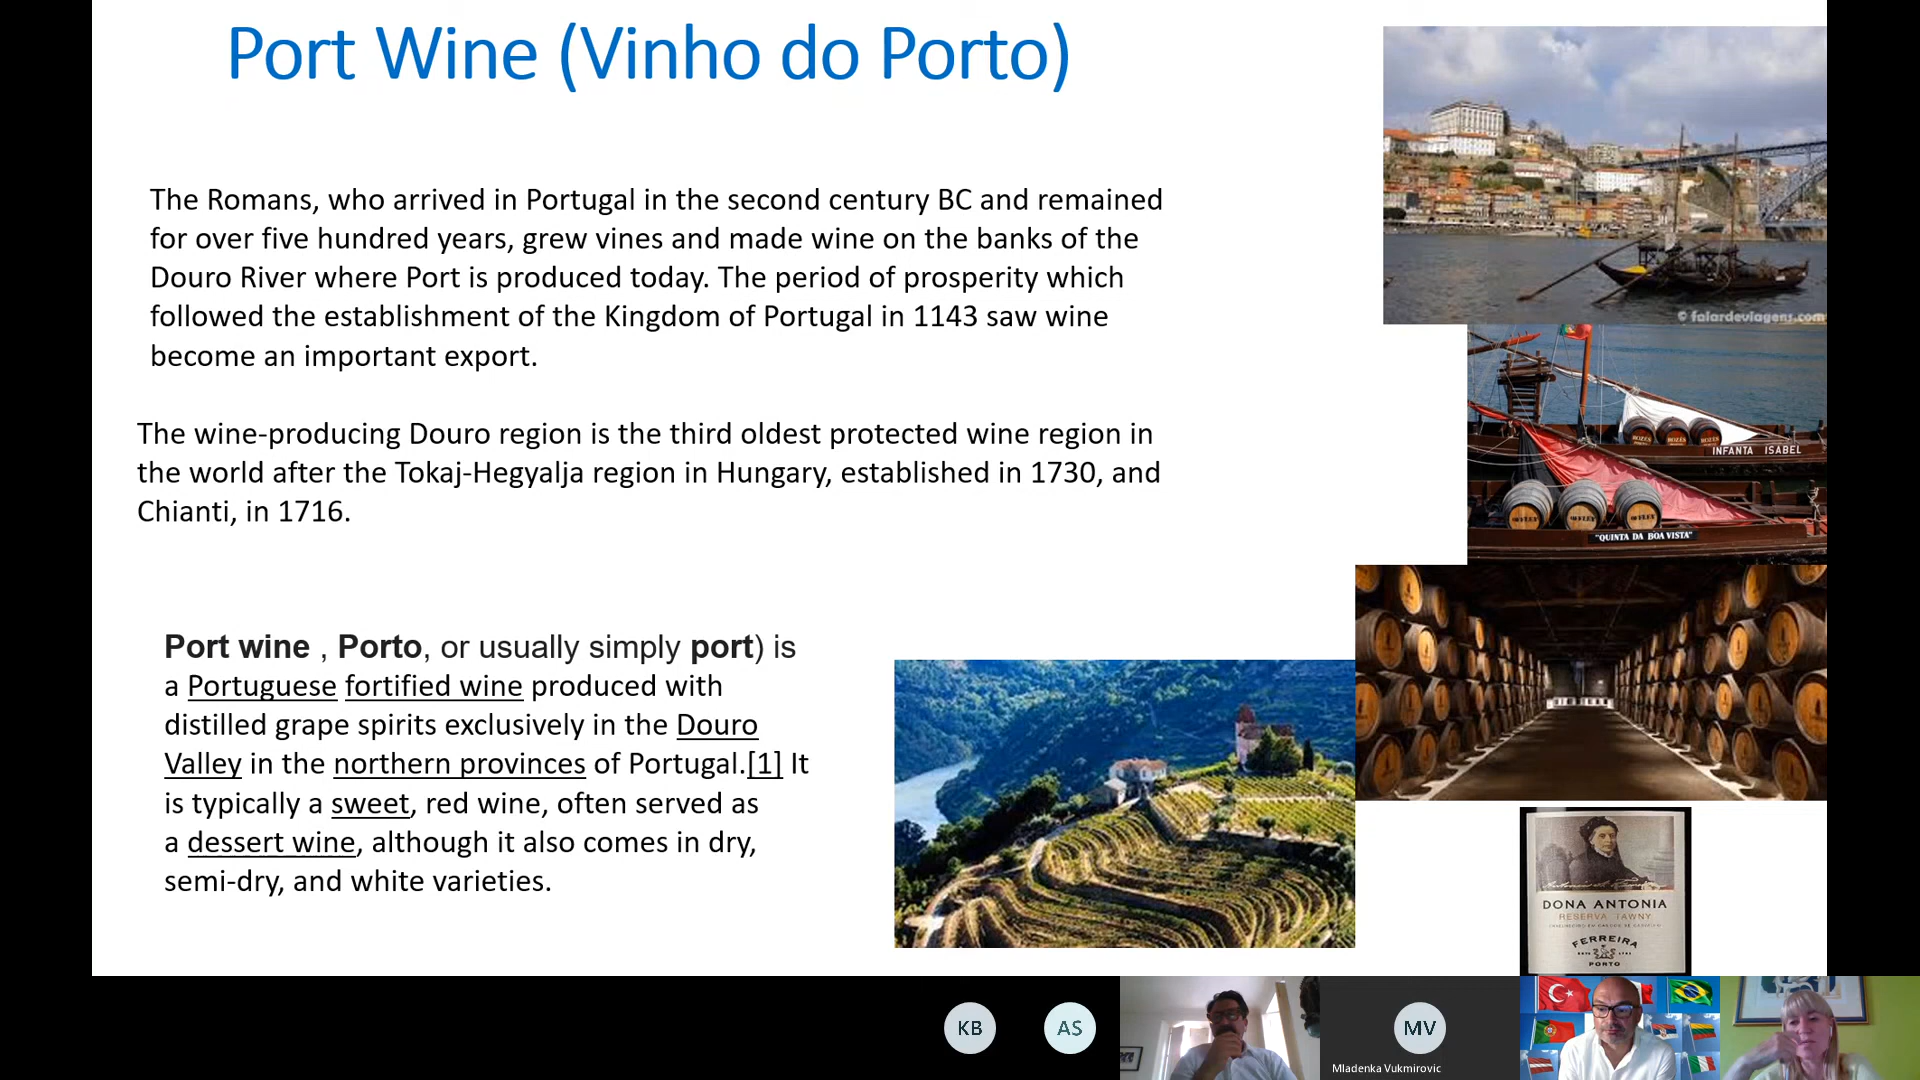 Port Wine (Vinho do Porto)
The Romans, who arrived in Portugal in the second century BC and remained
for over five hundred years, grew vines and made wine on the banks of the
Douro River where Port is produced today. The period of prosperity which
followed the establishment of the Kingdom of Portugal in 1143 saw wine
become an important export.
The wine-producing Douro region is the third oldest protected wine region in
the world after the Tokaj-Hegyalja region in Hungary, established in 1730, and
Chianti, in 1716.
Port wine , Porto, or usually simply port) is
a Portuguese fortified wine produced with
distilled grape spirits exclusively in the Douro
Valley in the northern provinces of Portugal.[1] It
is typically a sweet, red wine, often served as
a dessert wine, although it also comes in dry,
semi-dry, and white varieties.
© falardeviagens.com
ROZÈS ROZÈS ROZÈS
INFANTA ISABEL
"QUINTA DA BOA VISTA"
DONA ANTONIA
RESERVA TAWNY
FERREIRA
PORTO
KB
AS
MV
Mladenka Vukmirovic